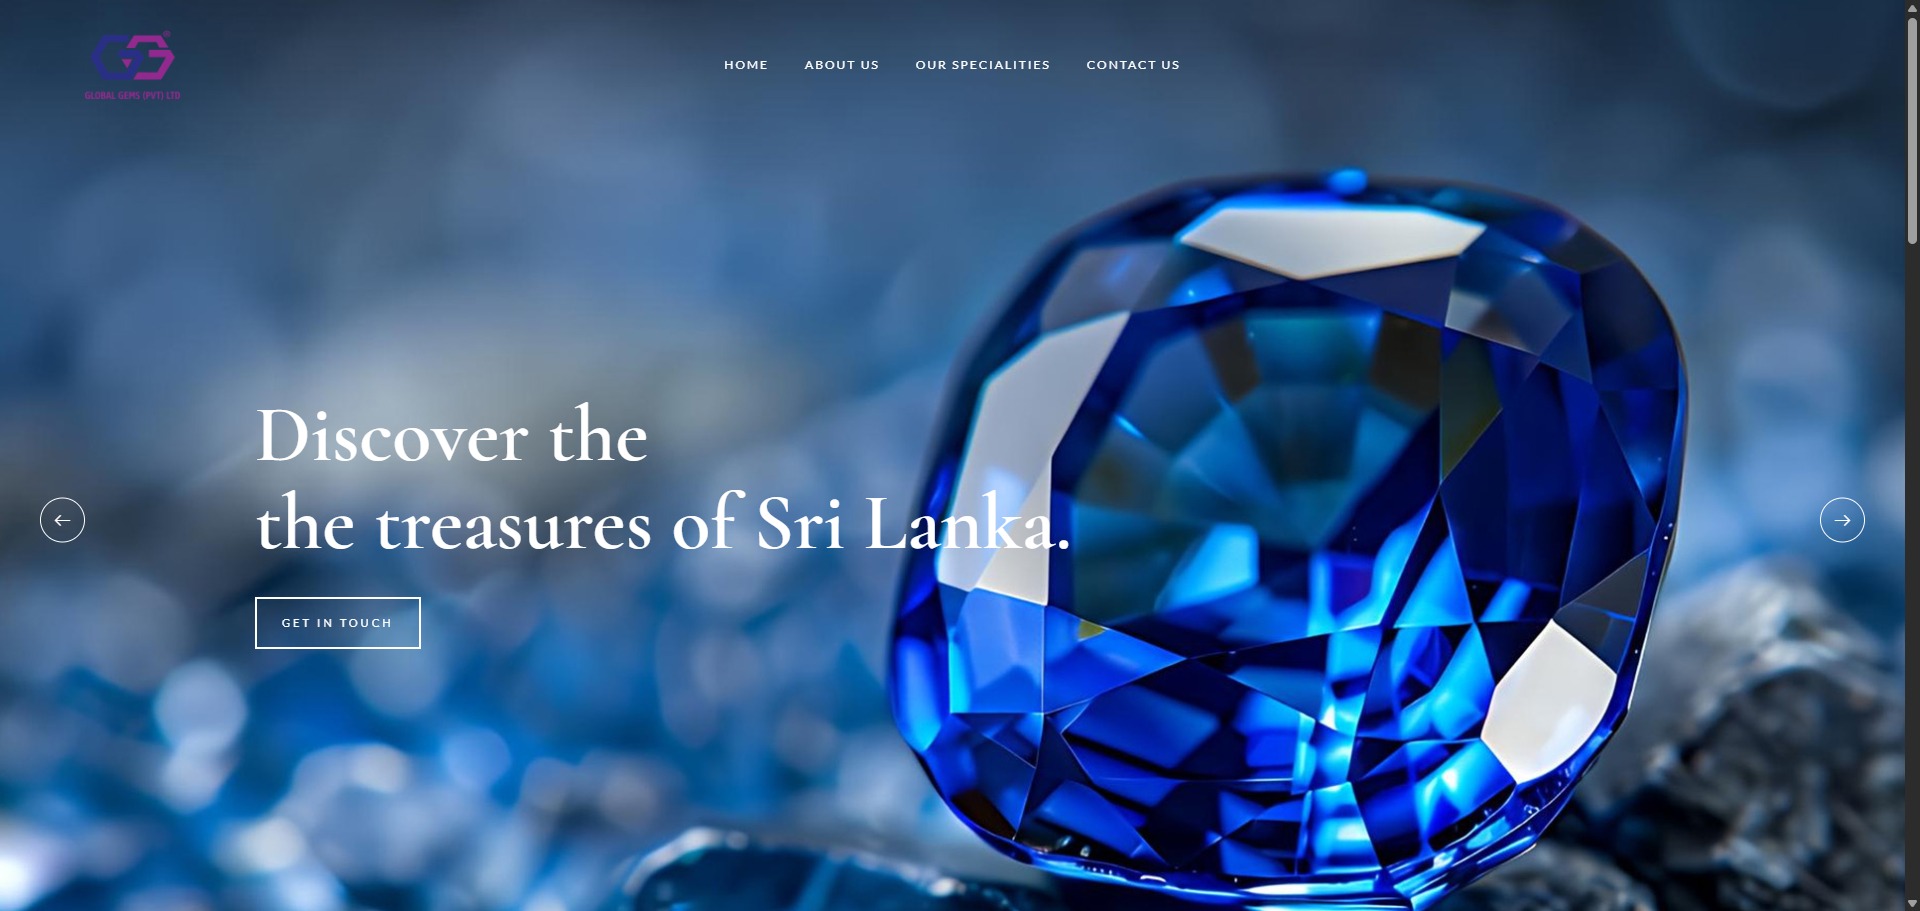 GLOBAL GEMS (PVT) LTD
HOME ABOUT US OUR SPECIALITIES CONTACT US
Discover the
the treasures of Sri Lanka.
GET IN TOUCH